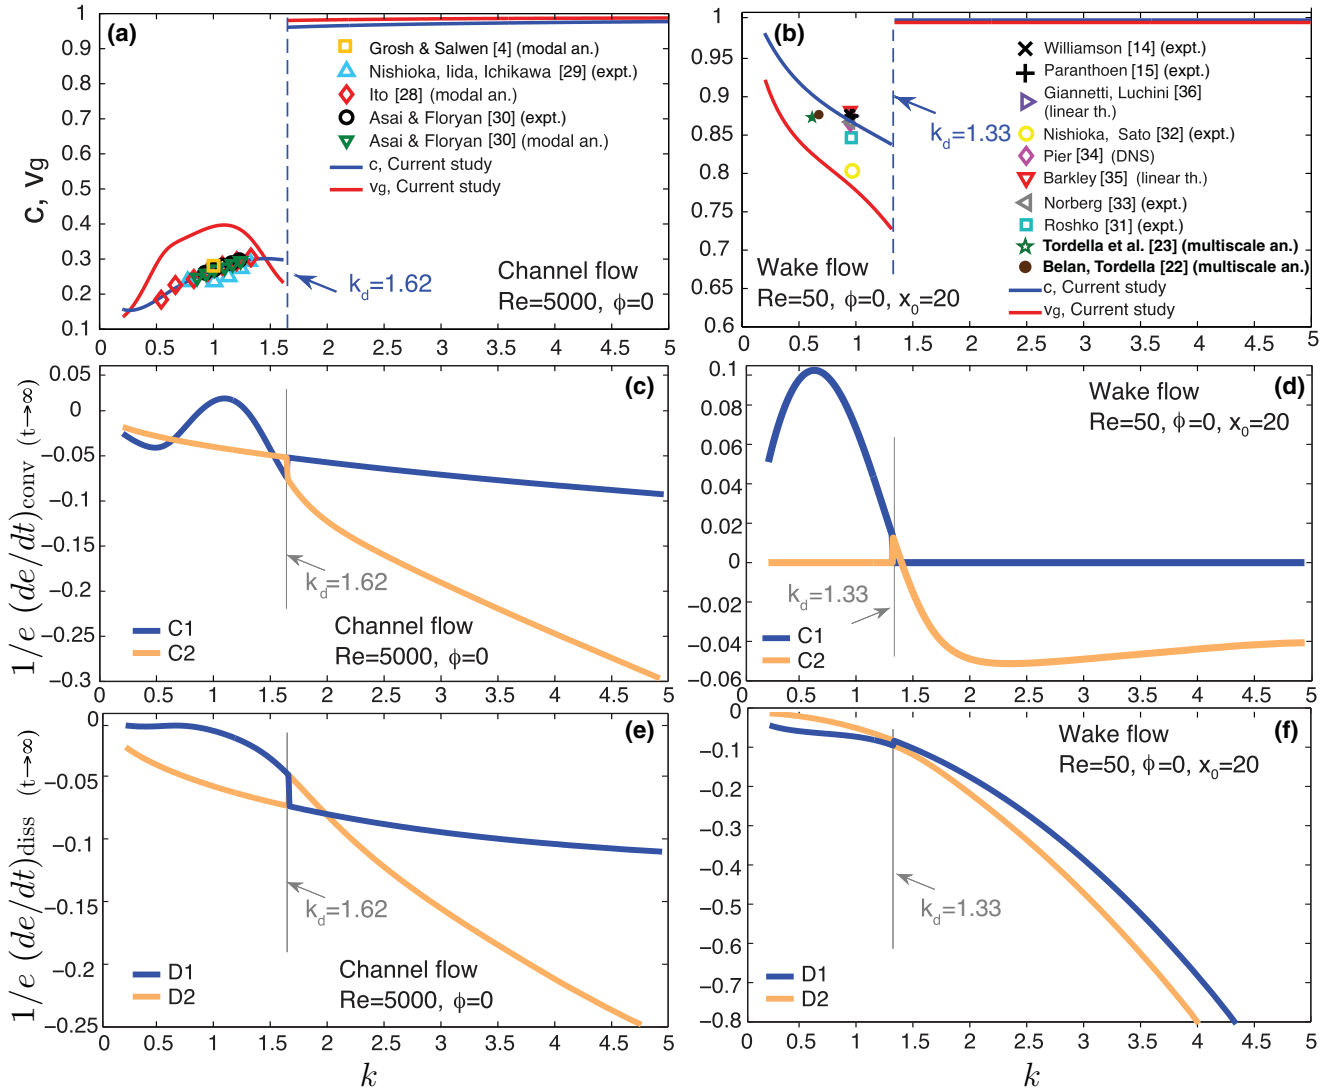 (a)
C, vg
1
0.9
0.8
0.7
0.6
0.5
0.4
0.3
0.2
0.1
Grosh & Salwen [4] (modal an.)
Nishioka, Iida, Ichikawa [29] (expt.)
Ito [28] (modal an.)
Asai & Floryan [30] (expt.)
Asai & Floryan [30] (modal an.)
c, Current study
vg, Current study
kd=1.62
Channel flow
Re=5000, ϕ=0
0 0.5 1 1.5 2 2.5 3 3.5 4 4.5 5
(b)
1
0.95
0.9
0.85
0.8
0.75
0.7
0.65
0.6
Williamson [14] (expt.)
Paranthoen [15] (expt.)
Giannetti, Luchini [36]
(linear th.)
Nishioka, Sato [32] (expt.)
Pier [34] (DNS)
Barkley [35] (linear th.)
Norberg [33] (expt.)
Roshko [31] (expt.)
Tordella et al. [23] (multiscale an.)
Belan, Tordella [22] (multiscale an.)
c, Current study
vg, Current study
kd=1.33
Wake flow
Re=50, ϕ=0, x0=20
0 0.5 1 1.5 2 2.5 3 3.5 4 4.5 5
(c)
1/e (de/dt)conv (t→∞)
0.05
0
−0.05
−0.1
−0.15
−0.2
−0.25
−0.3
kd=1.62
C1
C2
Channel flow
Re=5000, ϕ=0
0 0.5 1 1.5 2 2.5 3 3.5 4 4.5 5
(d)
0.1
0.08
0.06
0.04
0.02
0
−0.02
−0.04
−0.06
Wake flow
Re=50, ϕ=0, x0=20
kd=1.33
C1
C2
0 0.5 1 1.5 2 2.5 3 3.5 4 4.5 5
(e)
1/e (de/dt)diss (t→∞)
0
−0.05
−0.1
−0.15
−0.2
−0.25
kd=1.62
D1
D2
Channel flow
Re=5000, ϕ=0
0 0.5 1 1.5 2 2.5 3 3.5 4 4.5 5
k
(f)
0
−0.1
−0.2
−0.3
−0.4
−0.5
−0.6
−0.7
−0.8
Wake flow
Re=50, ϕ=0, x0=20
kd=1.33
D1
D2
0 0.5 1 1.5 2 2.5 3 3.5 4 4.5 5
k